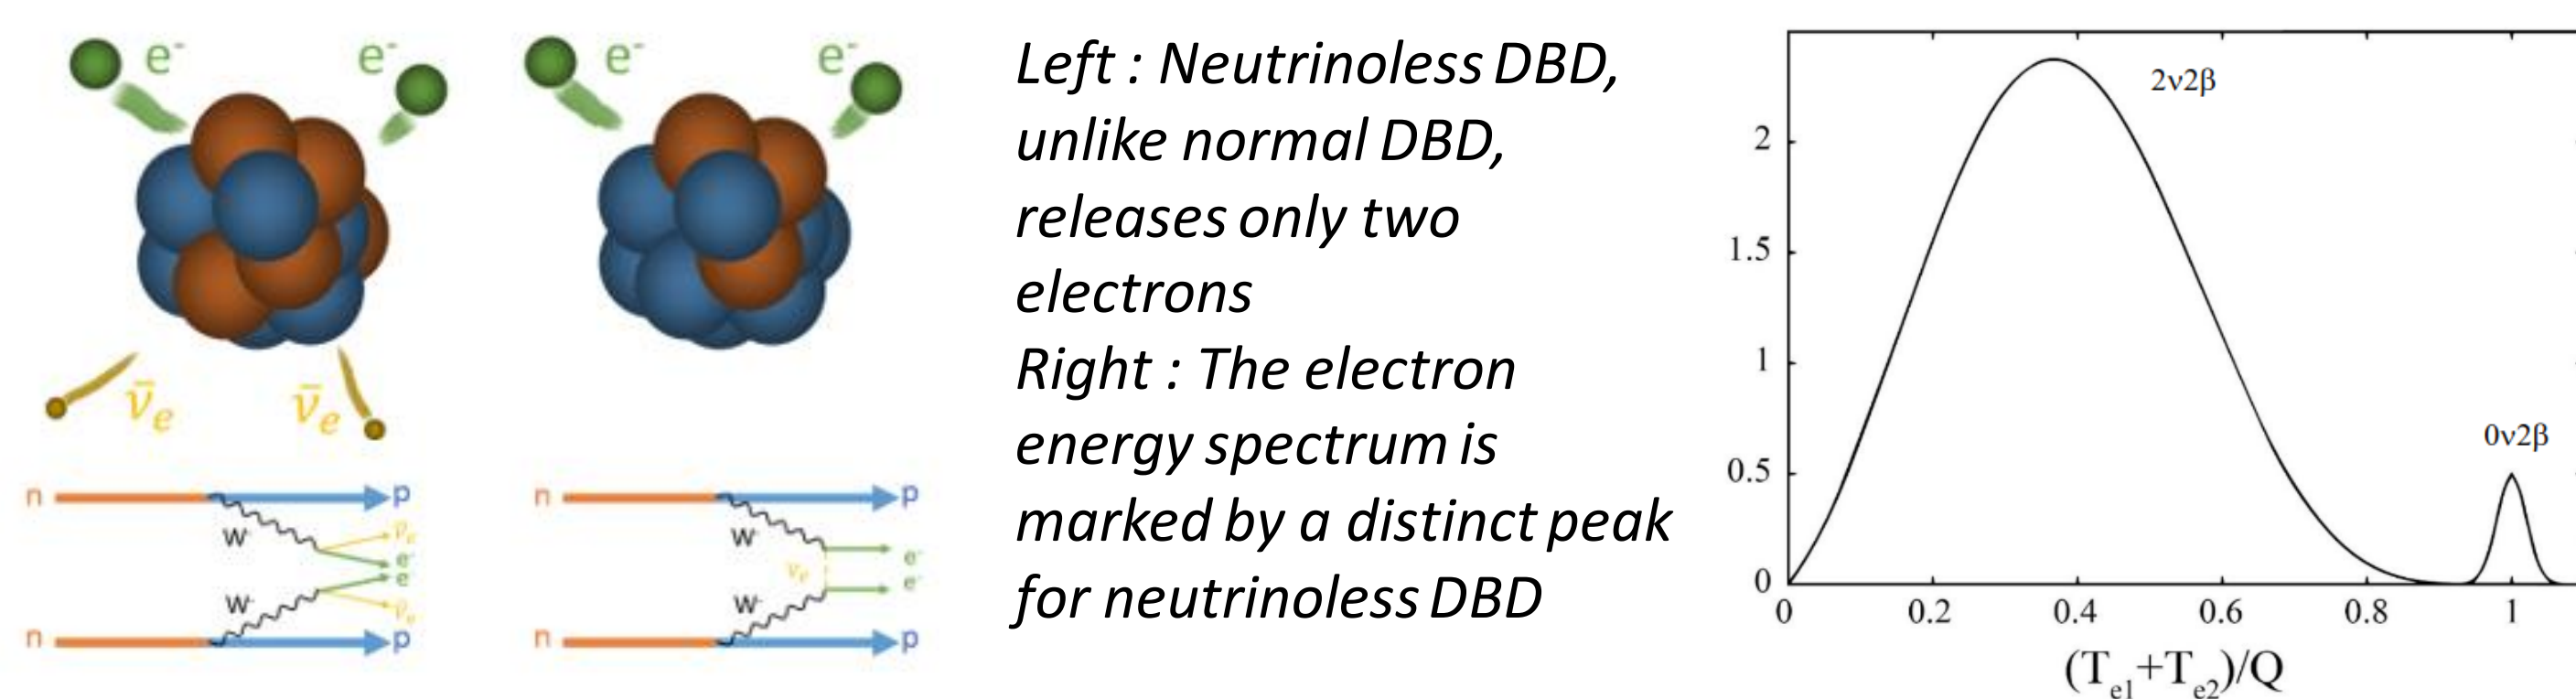 e⁻ e⁻
ν̄e ν̄e
n p
W⁻ ν̄e
e⁻
e⁻
W⁻ ν̄e
n p
e⁻ e⁻
n p
W⁻ e⁻
νe
W⁻ e⁻
n p
Left : Neutrinoless DBD,
unlike normal DBD,
releases only two
electrons
Right : The electron
energy spectrum is
marked by a distinct peak
for neutrinoless DBD
2ν2β
0ν2β
2
1.5
1
0.5
0
0 0.2 0.4 0.6 0.8 1
(Te1+Te2)/Q